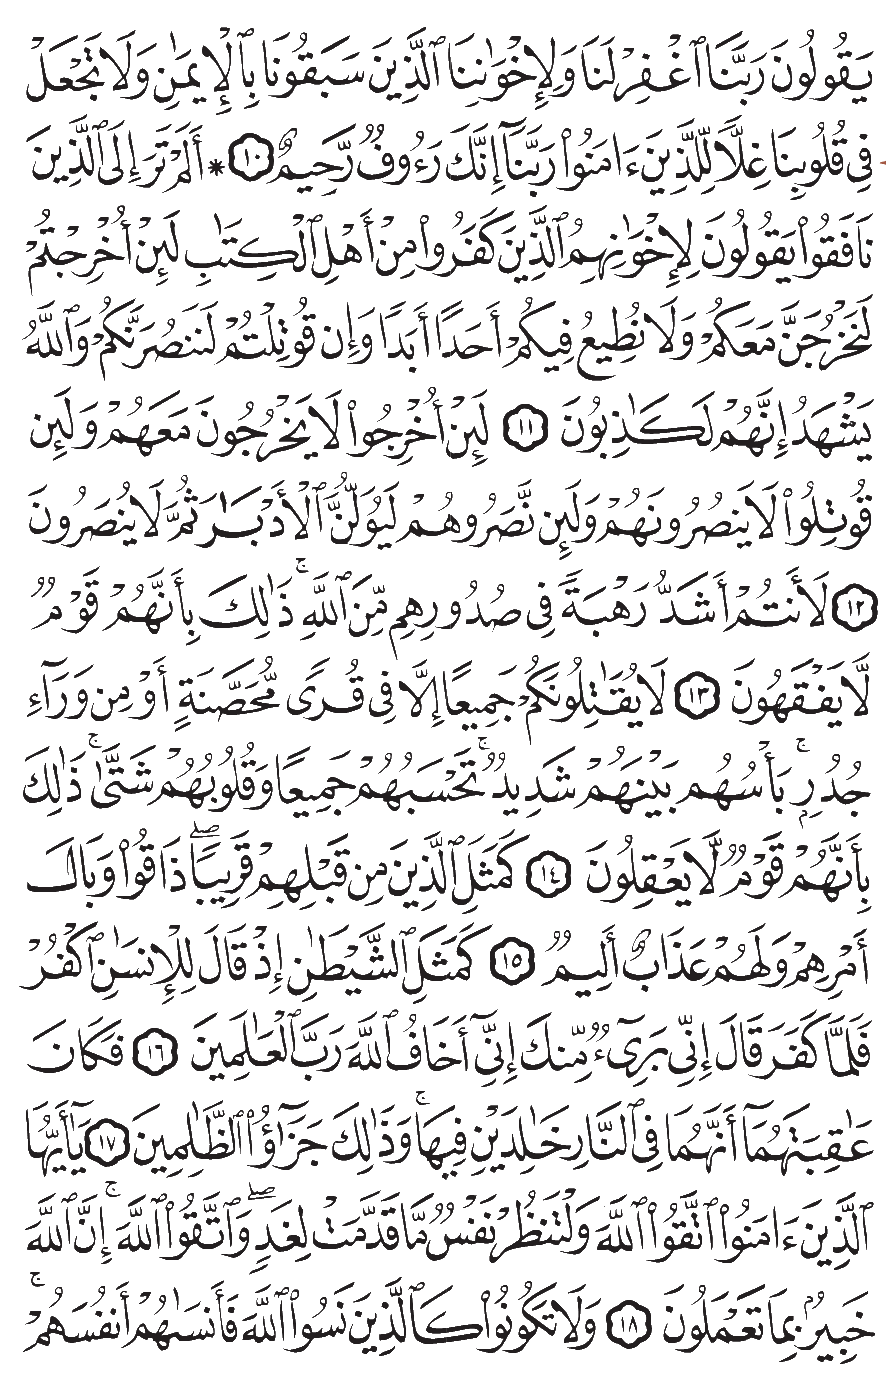 يَقُولُونَ رَبَّنَا ٱغْفِرْ لَنَا وَلِإِخْوَٰنِنَا ٱلَّذِينَ سَبَقُونَا بِٱلْإِيمَٰنِ وَلَا تَجْعَلْ
فِى قُلُوبِنَا غِلًّا لِّلَّذِينَ ءَامَنُوا۟ رَبَّنَآ إِنَّكَ رَءُوفٌ رَّحِيمٌ ١٠ * أَلَمْ تَرَ إِلَى ٱلَّذِينَ
نَافَقُوا۟ يَقُولُونَ لِإِخْوَٰنِهِمُ ٱلَّذِينَ كَفَرُوا۟ مِنْ أَهْلِ ٱلْكِتَٰبِ لَئِنْ أُخْرِجْتُمْ
لَنَخْرُجَنَّ مَعَكُمْ وَلَا نُطِيعُ فِيكُمْ أَحَدًا أَبَدًا وَإِن قُوتِلْتُمْ لَنَنصُرَنَّكُمْ وَٱللَّهُ
يَشْهَدُ إِنَّهُمْ لَكَٰذِبُونَ ١١ لَئِنْ أُخْرِجُوا۟ لَا يَخْرُجُونَ مَعَهُمْ وَلَئِن
قُوتِلُوا۟ لَا يَنصُرُونَهُمْ وَلَئِن نَّصَرُوهُمْ لَيُوَلُّنَّ ٱلْأَدْبَٰرَ ثُمَّ لَا يُنصَرُونَ
١٢ لَأَنتُمْ أَشَدُّ رَهْبَةً فِى صُدُورِهِم مِّنَ ٱللَّهِ ۚ ذَٰلِكَ بِأَنَّهُمْ قَوْمٌ
لَّا يَفْقَهُونَ ١٣ لَا يُقَٰتِلُونَكُمْ جَمِيعًا إِلَّا فِى قُرًى مُّحَصَّنَةٍ أَوْ مِن وَرَآءِ
جُدُرٍۭ ۚ بَأْسُهُم بَيْنَهُمْ شَدِيدٌ ۚ تَحْسَبُهُمْ جَمِيعًا وَقُلُوبُهُمْ شَتَّىٰ ۚ ذَٰلِكَ
بِأَنَّهُمْ قَوْمٌ لَّا يَعْقِلُونَ ١٤ كَمَثَلِ ٱلَّذِينَ مِن قَبْلِهِمْ قَرِيبًا ۖ ذَاقُوا۟ وَبَالَ
أَمْرِهِمْ وَلَهُمْ عَذَابٌ أَلِيمٌ ١٥ كَمَثَلِ ٱلشَّيْطَٰنِ إِذْ قَالَ لِلْإِنسَٰنِ ٱكْفُرْ
فَلَمَّا كَفَرَ قَالَ إِنِّى بَرِىٓءٌ مِّنكَ إِنِّىٓ أَخَافُ ٱللَّهَ رَبَّ ٱلْعَٰلَمِينَ ١٦ فَكَانَ
عَٰقِبَتَهُمَآ أَنَّهُمَا فِى ٱلنَّارِ خَٰلِدَيْنِ فِيهَا ۚ وَذَٰلِكَ جَزَٰٓؤُا۟ ٱلظَّٰلِمِينَ ١٧ يَٰٓأَيُّهَا
ٱلَّذِينَ ءَامَنُوا۟ ٱتَّقُوا۟ ٱللَّهَ وَلْتَنظُرْ نَفْسٌ مَّا قَدَّمَتْ لِغَدٍ ۖ وَٱتَّقُوا۟ ٱللَّهَ ۚ إِنَّ ٱللَّهَ
خَبِيرٌۢ بِمَا تَعْمَلُونَ ١٨ وَلَا تَكُونُوا۟ كَٱلَّذِينَ نَسُوا۟ ٱللَّهَ فَأَنسَىٰهُمْ أَنفُسَهُمْ ۚ